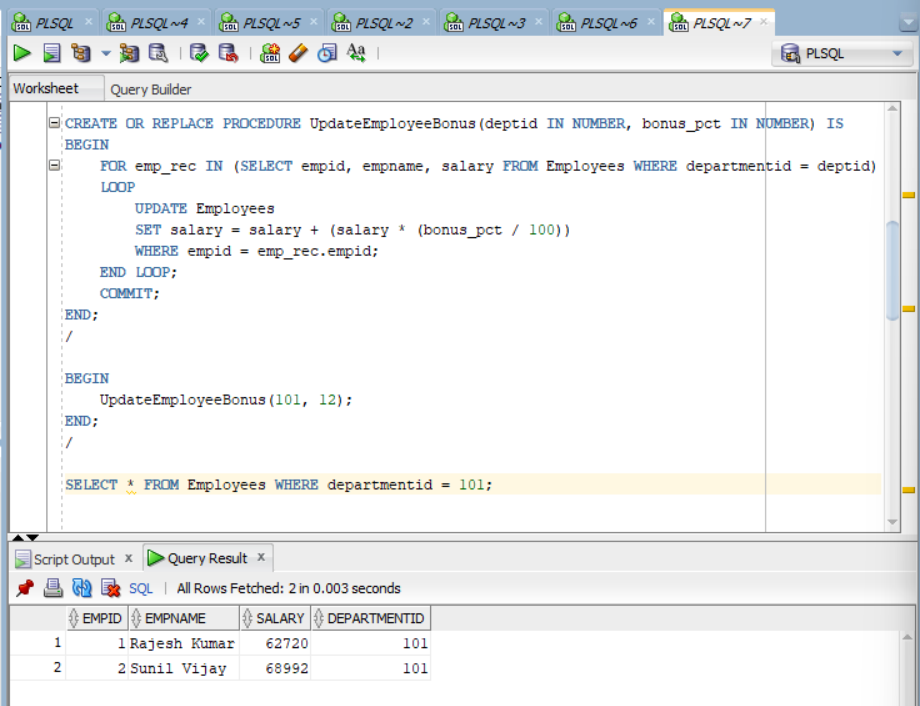 PLSQL × PLSQL~4 × PLSQL~5 × PLSQL~2 × PLSQL~3 × PLSQL~6 × PLSQL~7 ×
PLSQL
Worksheet Query Builder
CREATE OR REPLACE PROCEDURE UpdateEmployeeBonus(deptid IN NUMBER, bonus_pct IN NUMBER) IS
BEGIN
    FOR emp_rec IN (SELECT empid, empname, salary FROM Employees WHERE departmentid = deptid)
    LOOP
        UPDATE Employees
        SET salary = salary + (salary * (bonus_pct / 100))
        WHERE empid = emp_rec.empid;
    END LOOP;
    COMMIT;
END;
/
BEGIN
    UpdateEmployeeBonus(101, 12);
END;
/
SELECT * FROM Employees WHERE departmentid = 101;
Script Output × Query Result ×
SQL | All Rows Fetched: 2 in 0.003 seconds
EMPID EMPNAME SALARY DEPARTMENTID
1 1 Rajesh Kumar 62720 101
2 2 Sunil Vijay 68992 101